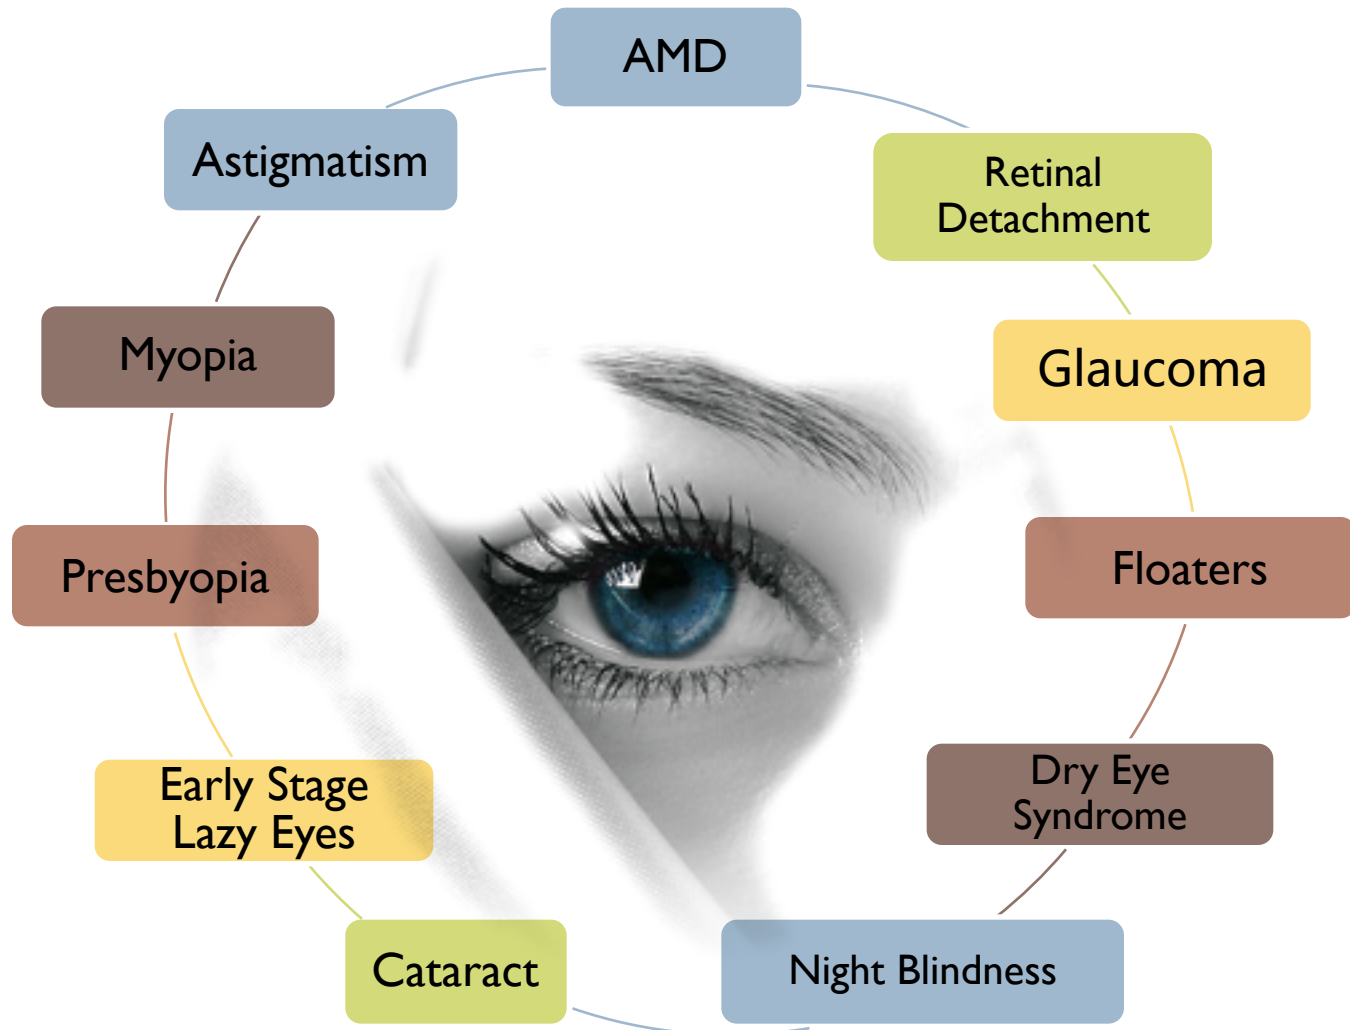 AMD
Retinal
Detachment
Glaucoma
Floaters
Dry Eye
Syndrome
Night Blindness
Cataract
Early Stage
Lazy Eyes
Presbyopia
Myopia
Astigmatism